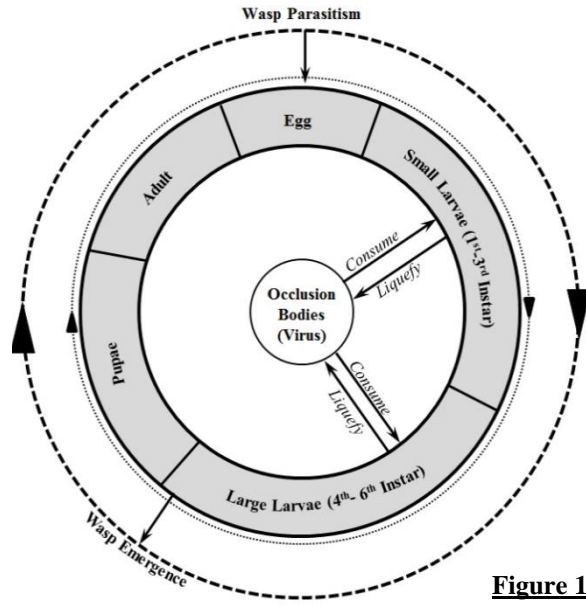 Wasp Parasitism
Egg
Adult
Small Larvae (1st-3rd Instar)
Consume
Liquefy
Occlusion
Bodies
(Virus)
Consume
Liquefy
Pupae
Large Larvae (4th- 6th Instar)
Wasp Emergence
Figure 1